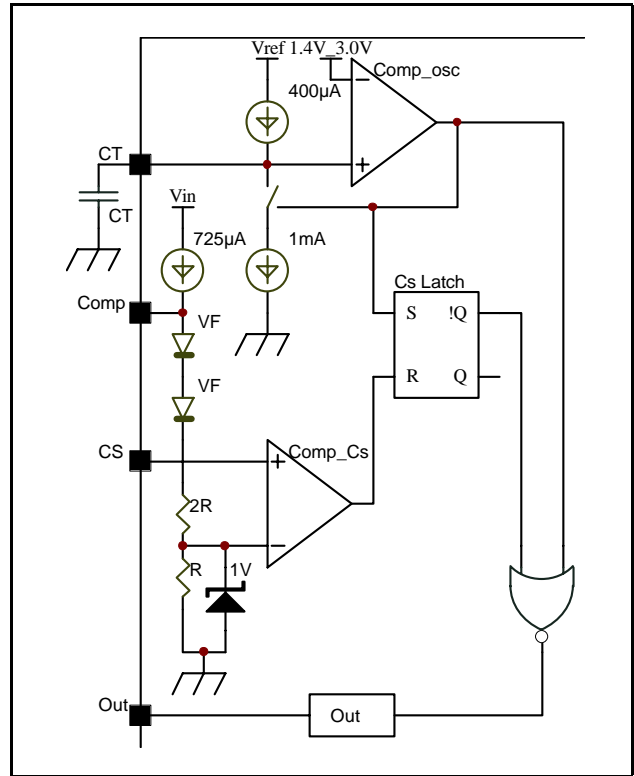 Vref 1.4V_3.0V
Comp_osc
400µA
CT
CT
Vin
725µA
1mA
Cs Latch
Comp
VF
S !Q
VF
R Q
CS
Comp_Cs
2R
R 1V
Out
Out